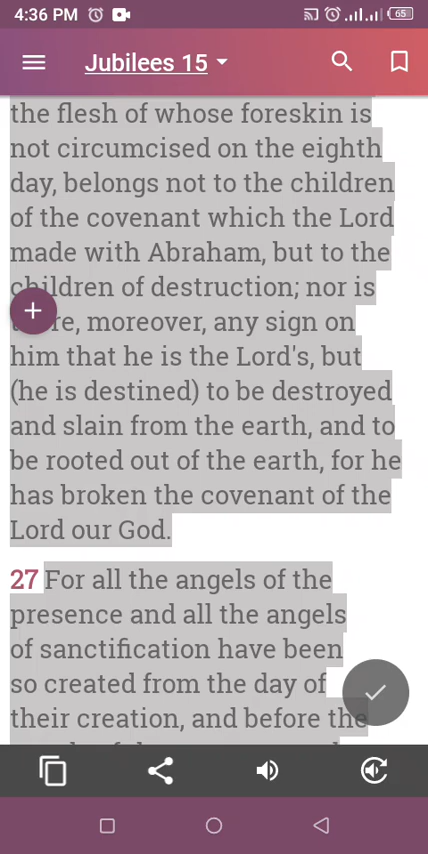 4:36 PM 65
Jubilees 15
the flesh of whose foreskin is
not circumcised on the eighth
day, belongs not to the children
of the covenant which the Lord
made with Abraham, but to the
children of destruction; nor is
re, moreover, any sign on
him that he is the Lord's, but
(he is destined) to be destroyed
and slain from the earth, and to
be rooted out of the earth, for he
has broken the covenant of the
Lord our God.
27 For all the angels of the
presence and all the angels
of sanctification have been
so created from the day of
their creation, and before the